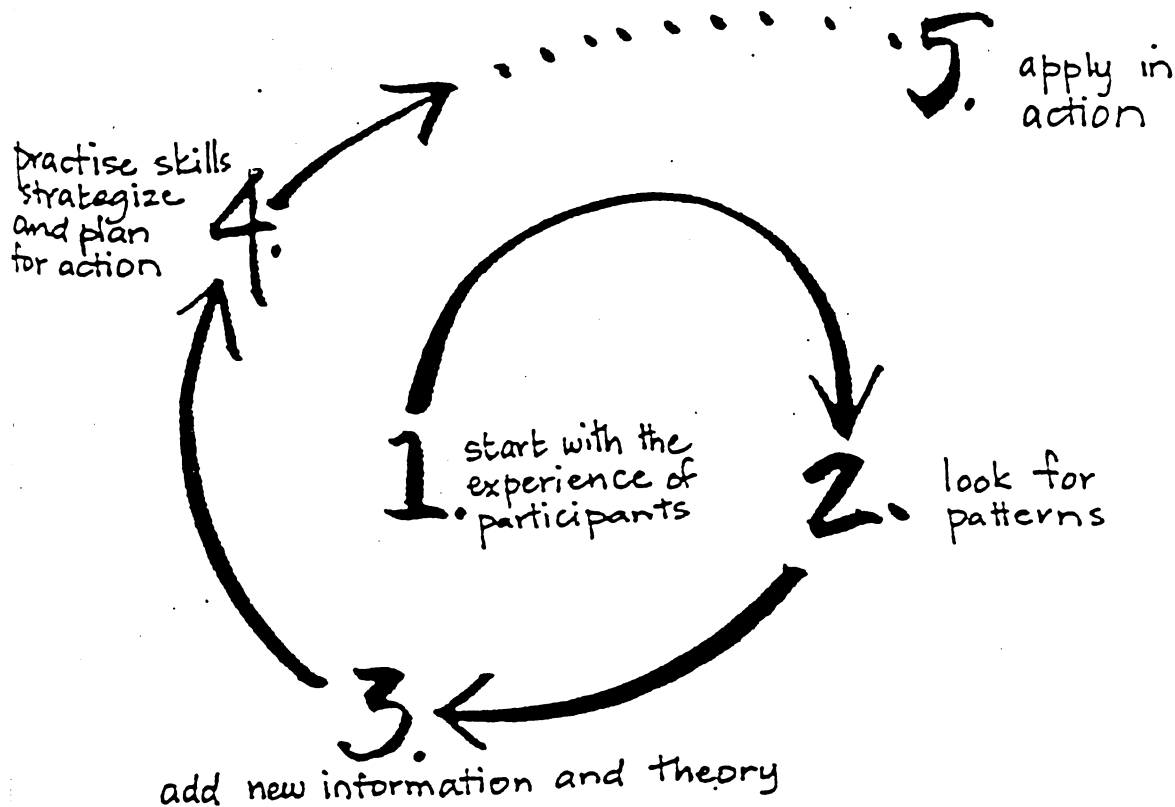 1. start with the
experience of
participants
2. look for
patterns
3.
add new information and theory
4.
practise skills
strategize
and plan
for action
5. apply in
action